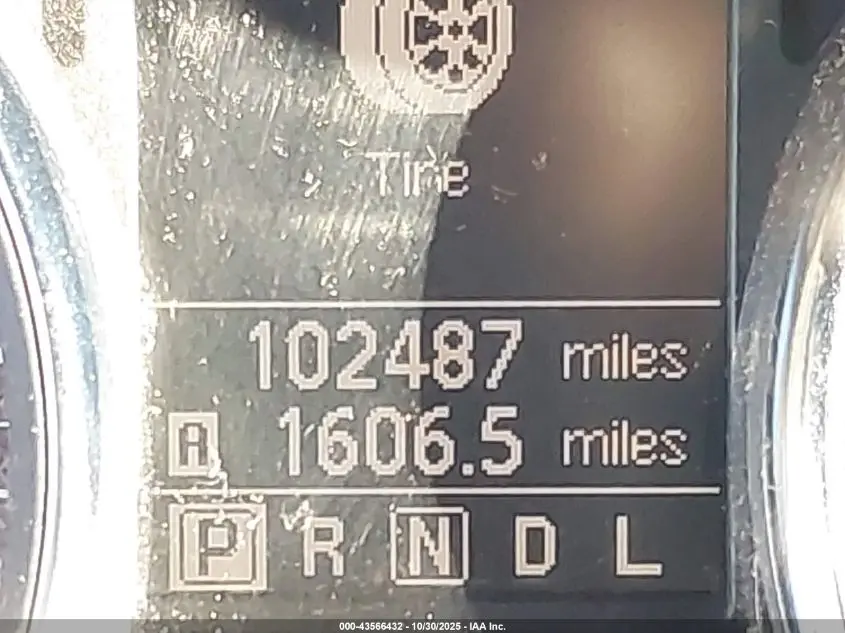 Tire
102487 miles
A 1606.5 miles
P R N D L
000-43566432 - 10/30/2025 - IAA Inc.